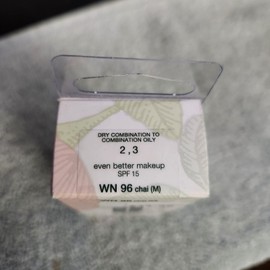 DRY COMBINATION TO
COMBINATION OILY
2,3
even better makeup
SPF 15
WN 96 chai (M)